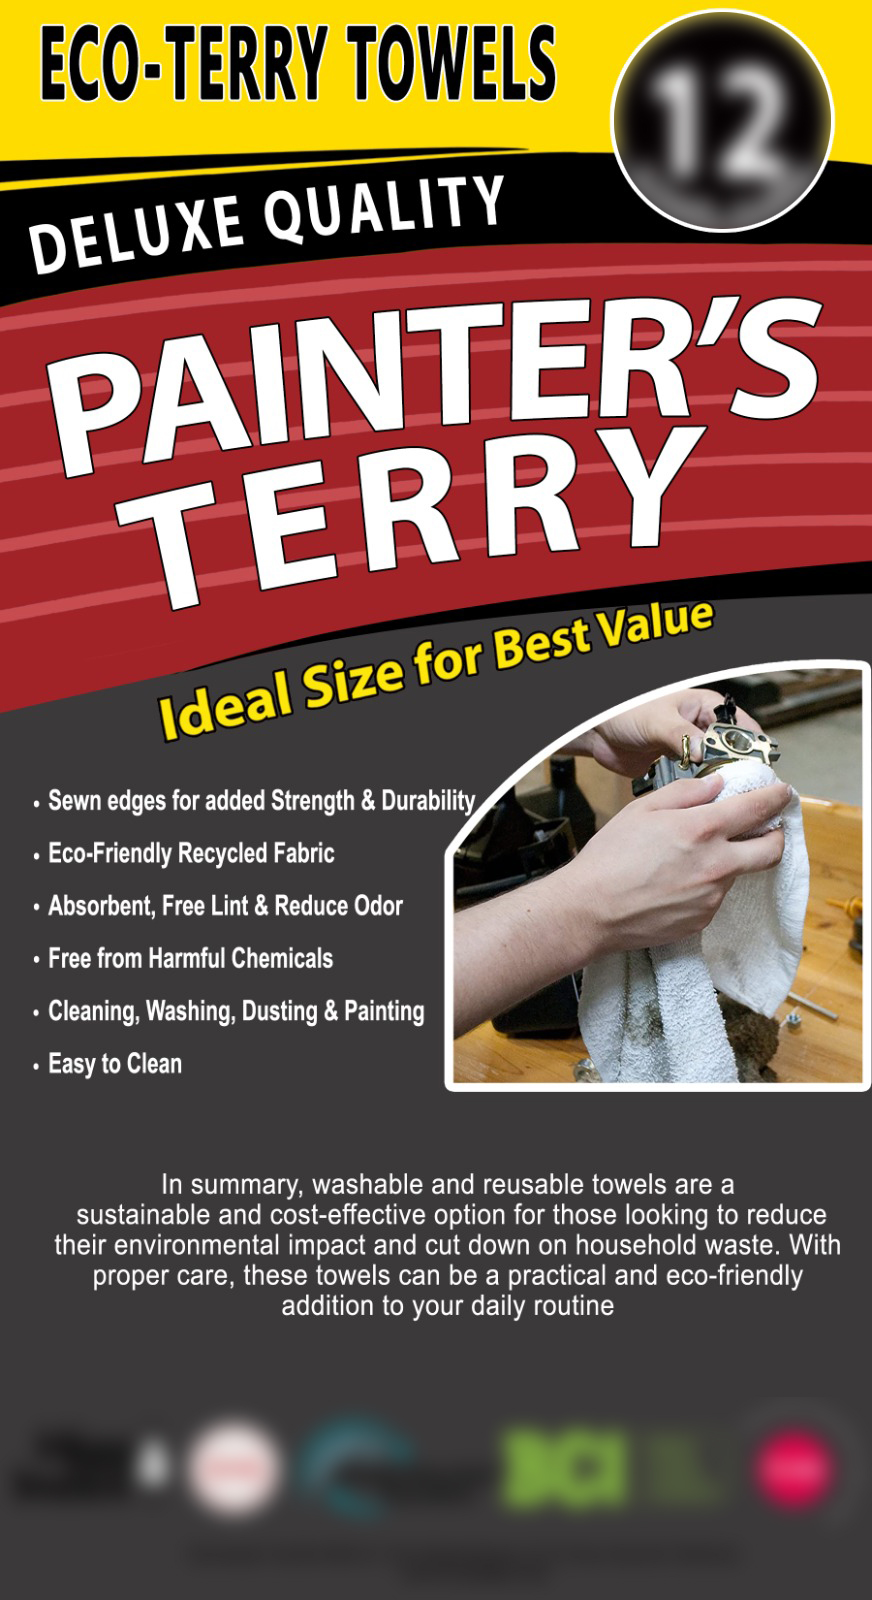 ECO-TERRY TOWELS
12
DELUXE QUALITY
PAINTER'S
TERRY
Ideal Size for Best Value
• Sewn edges for added Strength & Durability
• Eco-Friendly Recycled Fabric
• Absorbent, Free Lint & Reduce Odor
• Free from Harmful Chemicals
• Cleaning, Washing, Dusting & Painting
• Easy to Clean
In summary, washable and reusable towels are a
sustainable and cost-effective option for those looking to reduce
their environmental impact and cut down on household waste. With
proper care, these towels can be a practical and eco-friendly
addition to your daily routine